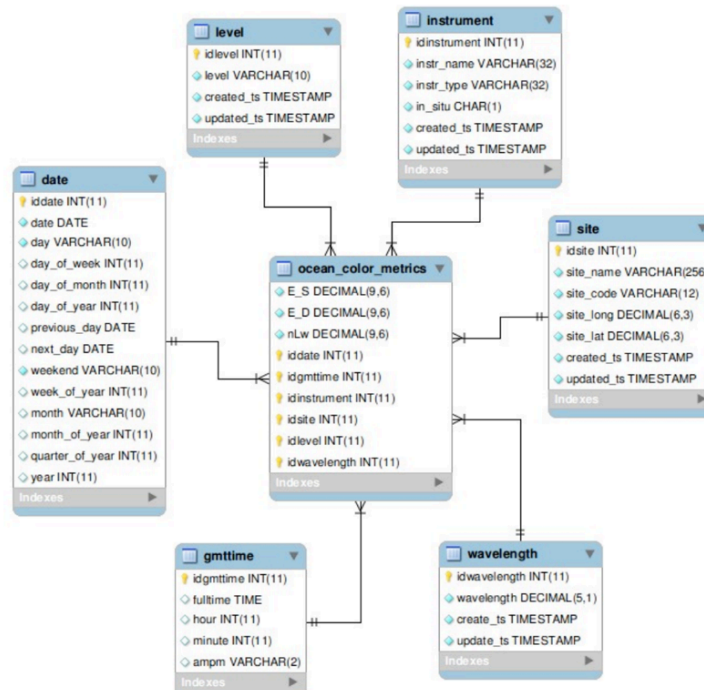 level
idlevel INT(11)
level VARCHAR(10)
created_ts TIMESTAMP
updated_ts TIMESTAMP
Indexes
instrument
idinstrument INT(11)
instr_name VARCHAR(32)
instr_type VARCHAR(32)
in_situ CHAR(1)
created_ts TIMESTAMP
updated_ts TIMESTAMP
Indexes
date
iddate INT(11)
date DATE
day VARCHAR(10)
day_of_week INT(11)
day_of_month INT(11)
day_of_year INT(11)
previous_day DATE
next_day DATE
weekend VARCHAR(10)
week_of_year INT(11)
month VARCHAR(10)
month_of_year INT(11)
quarter_of_year INT(11)
year INT(11)
Indexes
ocean_color_metrics
E_S DECIMAL(9,6)
E_D DECIMAL(9,6)
nLw DECIMAL(9,6)
iddate INT(11)
idgmttime INT(11)
idinstrument INT(11)
idsite INT(11)
idlevel INT(11)
idwavelength INT(11)
Indexes
site
idsite INT(11)
site_name VARCHAR(256
site_code VARCHAR(12)
site_long DECIMAL(6,3)
site_lat DECIMAL(6,3)
created_ts TIMESTAMP
updated_ts TIMESTAMP
Indexes
gmttime
idgmttime INT(11)
fulltime TIME
hour INT(11)
minute INT(11)
ampm VARCHAR(2)
Indexes
wavelength
idwavelength INT(11)
wavelength DECIMAL(5,1)
create_ts TIMESTAMP
update_ts TIMESTAMP
Indexes